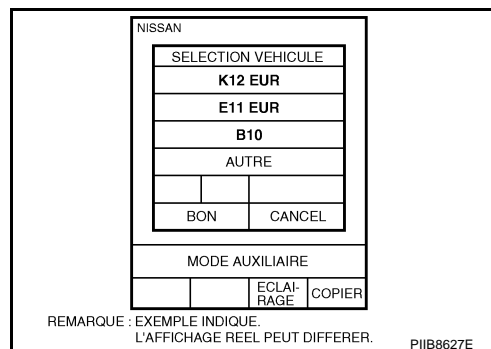 NISSAN
SELECTION VEHICULE
K12 EUR
E11 EUR
B10
AUTRE
BON CANCEL
MODE AUXILIAIRE
ECLAI-
RAGE COPIER
REMARQUE : EXEMPLE INDIQUE.
L'AFFICHAGE REEL PEUT DIFFERER.
PIIB8627E